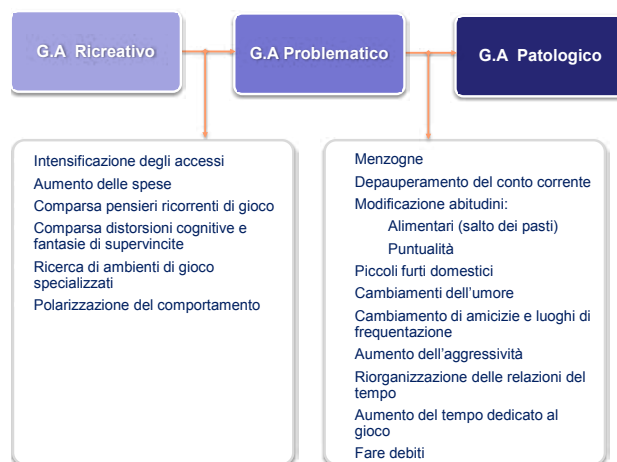 G.A Ricreativo
G.A Problematico
G.A Patologico
Intensificazione degli accessi
Aumento delle spese
Comparsa pensieri ricorrenti di gioco
Comparsa distorsioni cognitive e
fantasie di supervincite
Ricerca di ambienti di gioco
specializzati
Polarizzazione del comportamento
Menzogne
Depauperamento del conto corrente
Modificazione abitudini:
Alimentari (salto dei pasti)
Puntualità
Piccoli furti domestici
Cambiamenti dell’umore
Cambiamento di amicizie e luoghi di
frequentazione
Aumento dell’aggressività
Riorganizzazione delle relazioni del
tempo
Aumento del tempo dedicato al
gioco
Fare debiti